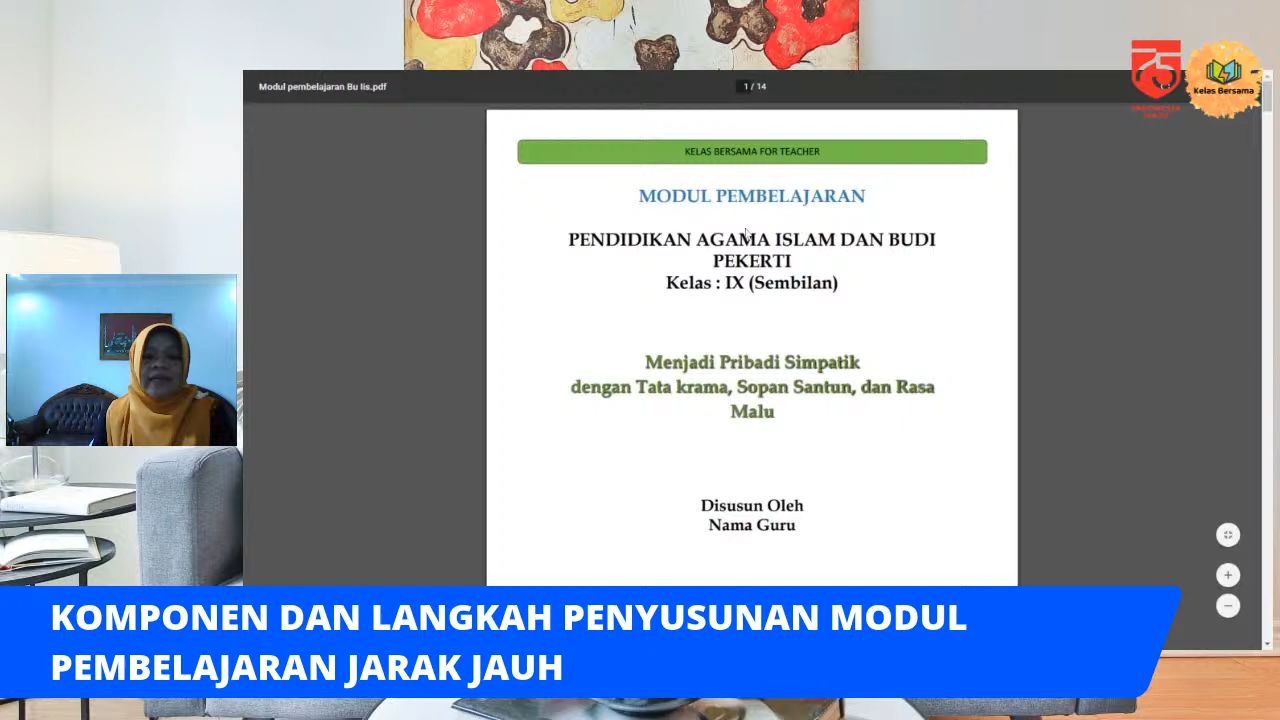 Modul pembelajaran Bu Iis.pdf
1 / 14
75
Kelas Bersama
KELAS BERSAMA FOR TEACHER
MODUL PEMBELAJARAN
PENDIDIKAN AGAMA ISLAM DAN BUDI
PEKERTI
Kelas : IX (Sembilan)
Menjadi Pribadi Simpatik
dengan Tata krama, Sopan Santun, dan Rasa
Malu
Disusun Oleh
Nama Guru
KOMPONEN DAN LANGKAH PENYUSUNAN MODUL
PEMBELAJARAN JARAK JAUH